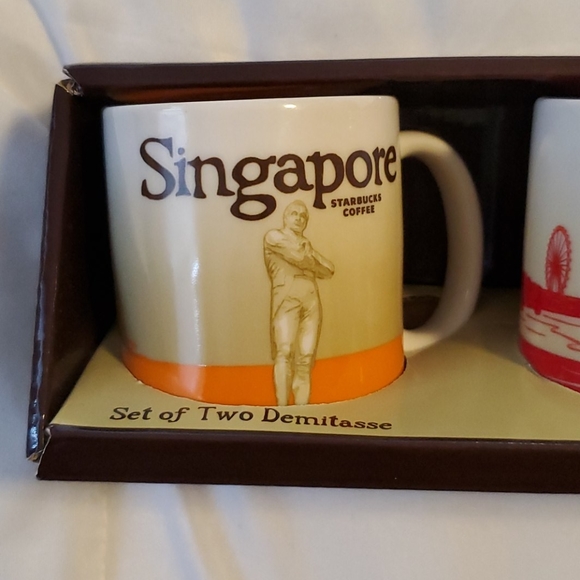 Singapore
STARBUCKS
COFFEE
Set of Two Demitasse